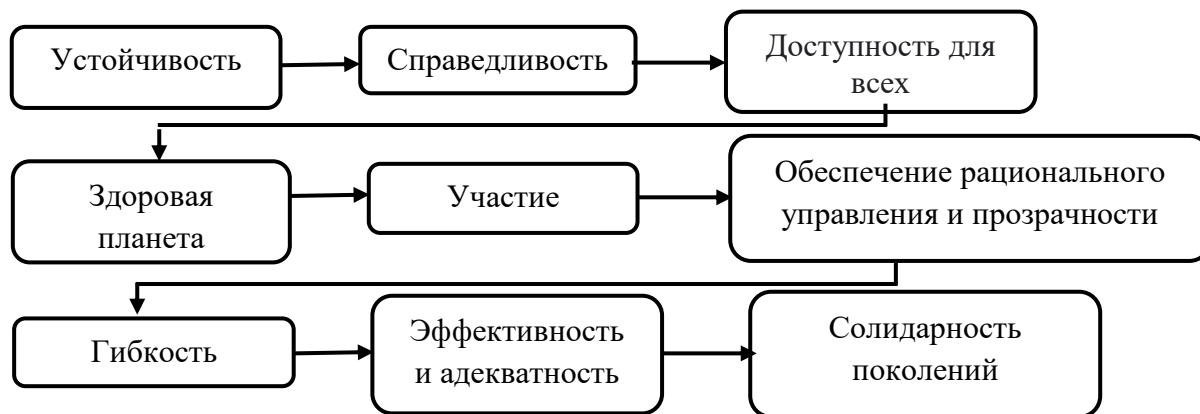 Устойчивость
Справедливость
Доступность для
всех
Здоровая
планета
Участие
Обеспечение рационального
управления и прозрачности
Гибкость
Эффективность
и адекватность
Солидарность
поколений